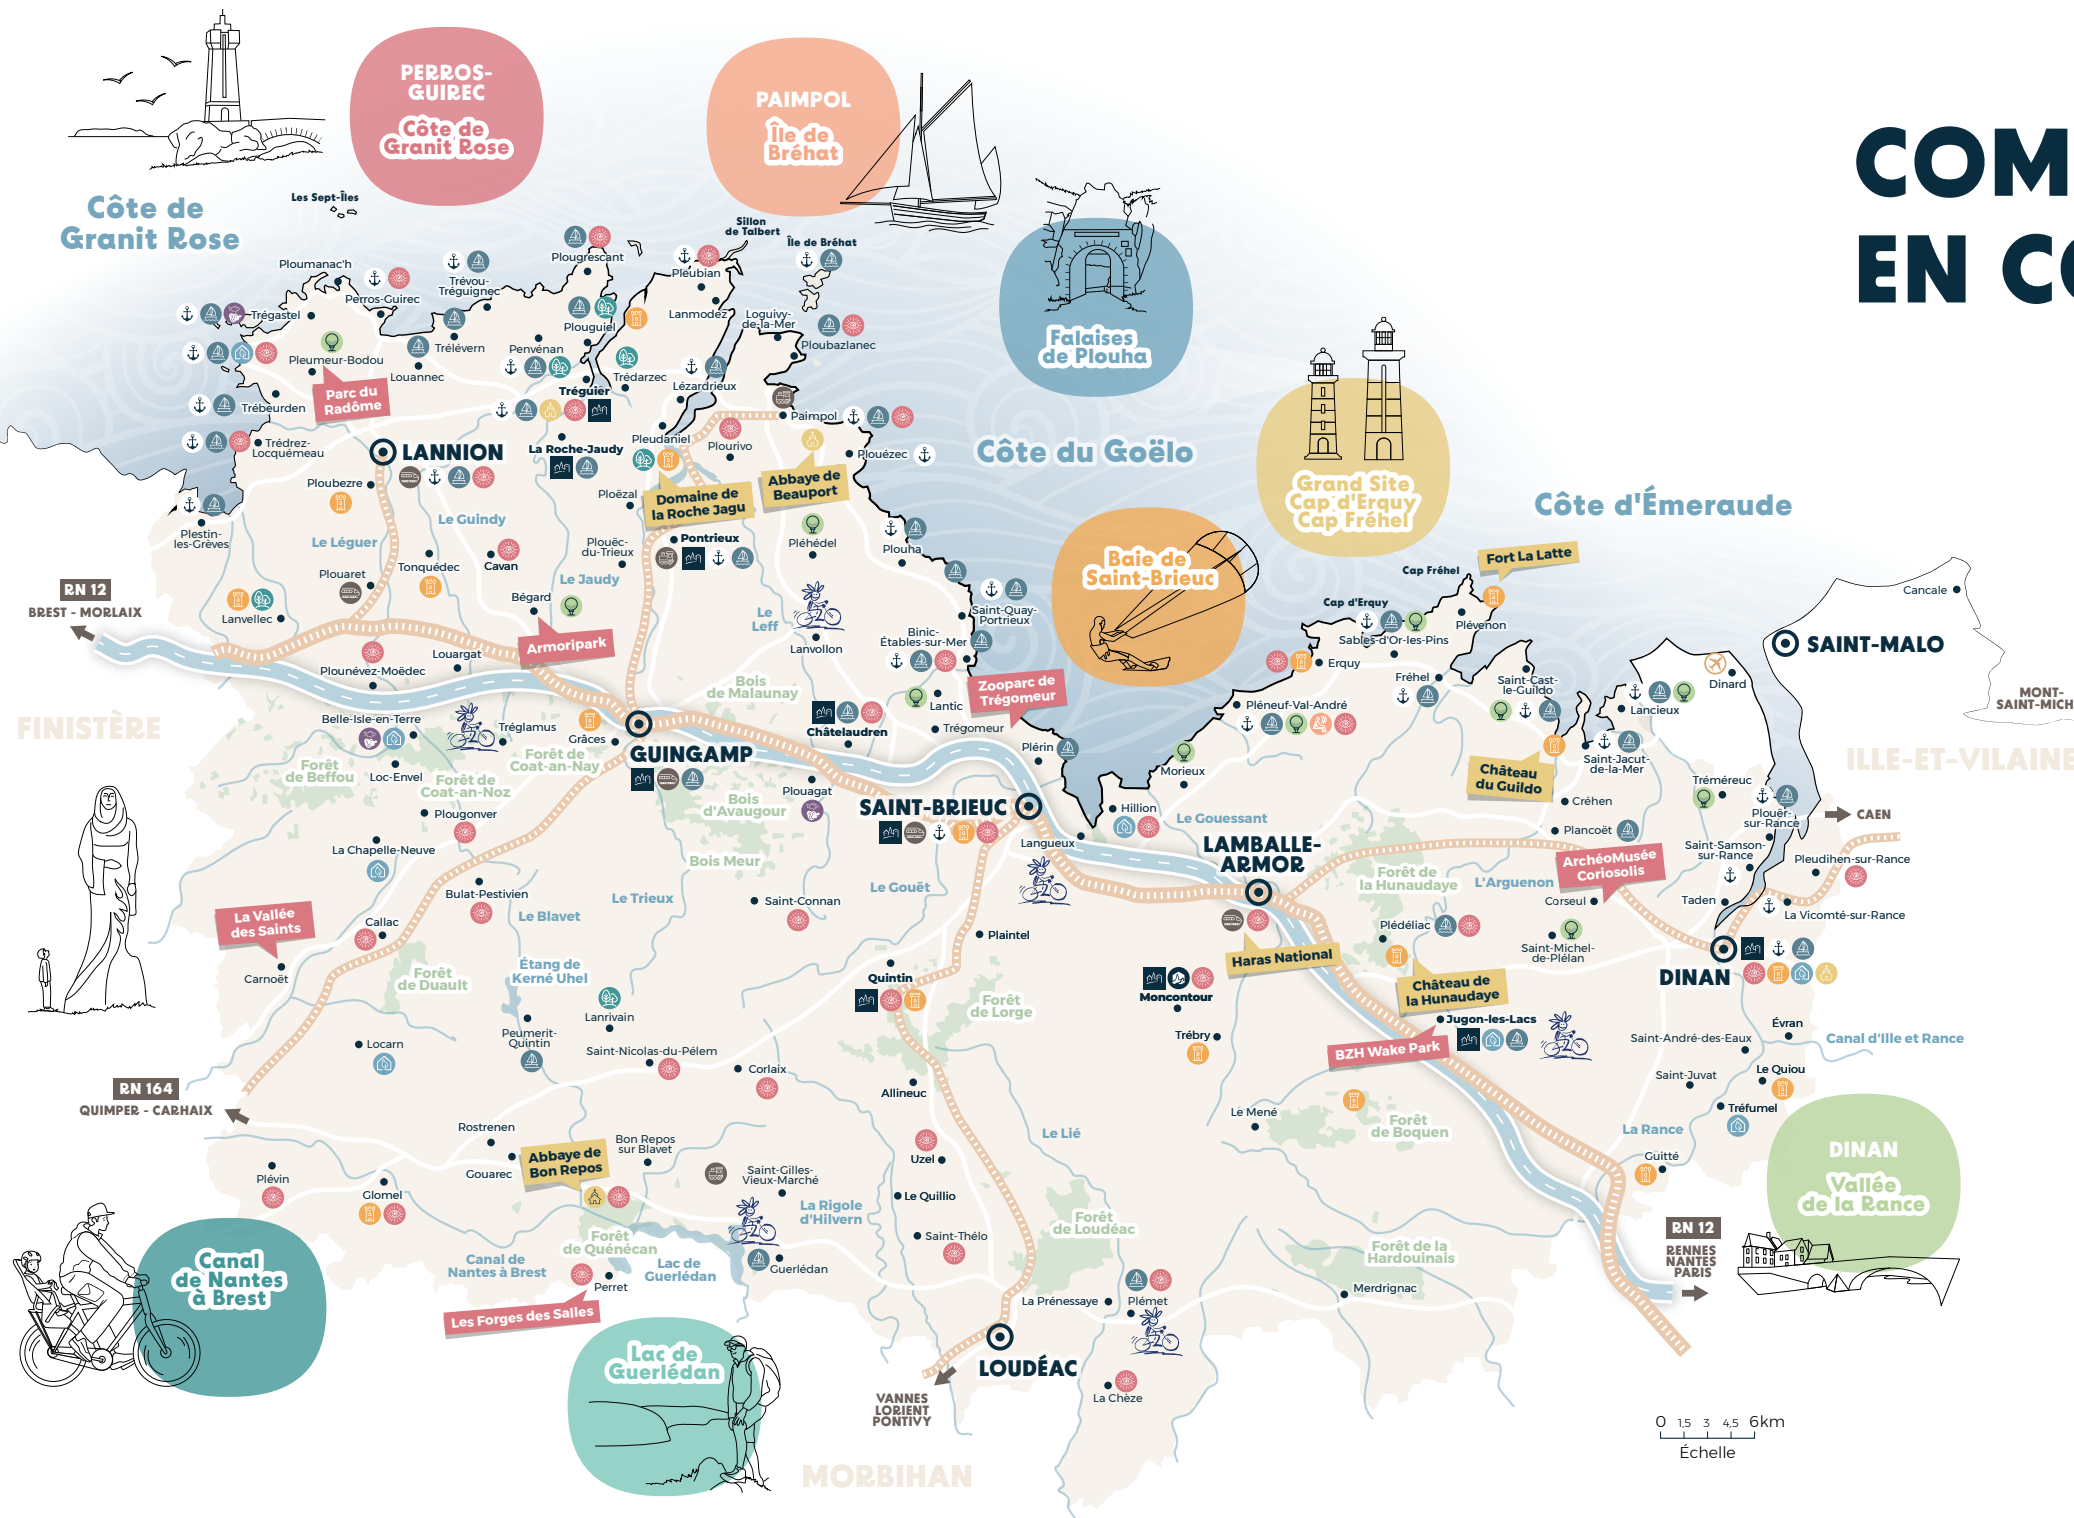 PERROS-
GUIREC
Côte de
Granit Rose
PAIMPOL
Île de
Bréhat
COM
EN CO
Côte de
Granit Rose
Les Sept-Îles
Sillon
de Talbert
Île de Bréhat
Falaises
de Plouha
Ploumanac'h
Perros-Guirec
Trévou-
Tréguignec
Plougrescant
Pleubian
Trégastel
Pleumeur-Bodou
Louannec
Trélévern
Penvénan
Plouguiel
Lanmodez
Loguivy-
de-la-Mer
Ploubazlanec
Trédarzec
Lézardrieux
Tréguier
Trébeurden
Parc du
Radôme
Trédrez-
Locquémeau
LANNION
La Roche-Jaudy
Pleudaniel
Plourivo
Paimpol
Plouézec
Côte du Goëlo
Grand Site
Cap d'Erquy
Cap Fréhel
Côte d'Émeraude
Ploubezre
Ploëzal
Domaine de
la Roche Jagu
Abbaye de
Beauport
Plestin-
les-Grèves
Le Léguer
Le Guindy
Plouëc-
du-Trieux
Pontrieux
Pléhédel
Plouha
Baie de
Saint-Brieuc
Cap Fréhel
Fort La Latte
Plouaret
Tonquédec
Cavan
Le Jaudy
RN 12
BREST - MORLAIX
Lanvellec
Bégard
Le
Leff
Saint-Quay-
Portrieux
Cap d'Erquy
Sables-d'Or-les-Pins
Plévenon
Cancale
Armoripark
Lanvollon
Binic-
Étables-sur-Mer
SAINT-MALO
Plounévez-Moëdec
Louargat
Erquy
Bois
de Malaunay
Zooparc de
Trégomeur
Fréhel
Saint-Cast-
le-Guildo
Dinard
MONT-
SAINT-MICH
FINISTÈRE
Belle-Isle-en-Terre
Tréglamus
Grâces
GUINGAMP
Châtelaudren
Lantic
Trégomeur
Pléneuf-Val-André
Lancieux
Plérin
Morieux
Saint-Jacut-
de-la-Mer
ILLE-ET-VILAINE
Forêt
de Beffou
Loc-Envel
Forêt de
Coat-an-Nay
Forêt de
Coat-an-Noz
Château
du Guildo
Tréméreuc
Plougonver
Bois
d'Avaugour
Plouagat
SAINT-BRIEUC
Hillion
Le Gouessant
Créhen
Plouër-
sur-Rance
CAEN
La Chapelle-Neuve
Bois Meur
Langueux
LAMBALLE-
ARMOR
Plancoët
Saint-Samson-
sur-Rance
Pleudihen-sur-Rance
ArchéoMusée
Coriosolis
Forêt de
la Hunaudaye
L'Arguenon
Bulat-Pestivien
Le Blavet
Le Trieux
Saint-Connan
Le Gouët
Corseul
Taden
La Vicomté-sur-Rance
La Vallée
des Saints
Callac
Plaintel
Plédéliac
Saint-Michel-
de-Plélan
DINAN
Carnoët
Forêt
de Duault
Étang de
Kerné Uhel
Quintin
Haras National
Château de
la Hunaudaye
Moncontour
Forêt
de Lorge
Lanrivain
Peumerit-
Quintin
Jugon-les-Lacs
Trébry
BZH Wake Park
Évran
Saint-André-des-Eaux
Canal d'Ille et Rance
Locarn
Saint-Nicolas-du-Pélem
Corlaix
Allineuc
Saint-Juvat
Le Quiou
RN 164
QUIMPER - CARHAIX
Le Mené
Forêt
de Boquen
Tréfumel
La Rance
Rostrenen
Gouarec
Abbaye de
Bon Repos
Bon Repos
sur Blavet
Le Lié
Uzel
Guitté
DINAN
Vallée
de la Rance
Plévin
Glomel
Saint-Gilles-
Vieux-Marché
La Rigole
d'Hilvern
Le Quillio
Saint-Thélo
Forêt
de Loudéac
Forêt de la
Hardouinais
RN 12
RENNES
NANTES
PARIS
Canal
de Nantes
à Brest
Canal de
Nantes à Brest
Forêt
de Quénécan
Lac de
Guerlédan
Guerlédan
Perret
Les Forges des Salles
La Prénessaye
Plémet
Merdrignac
Lac de
Guerlédan
LOUDÉAC
VANNES
LORIENT
PONTIVY
La Chèze
0 1,5 3 4,5 6km
Échelle
MORBIHAN